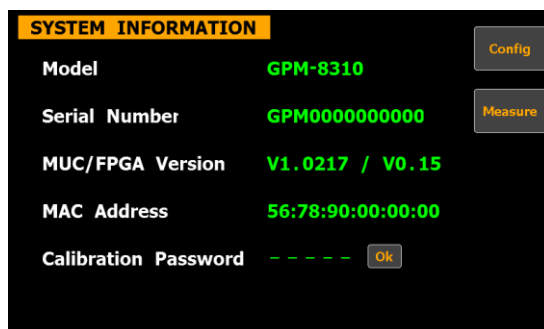 SYSTEM INFORMATION
Config
Model GPM-8310
Serial Number GPM0000000000
Measure
MUC/FPGA Version V1.0217 / V0.15
MAC Address 56:78:90:00:00:00
Calibration Password – – – – – Ok